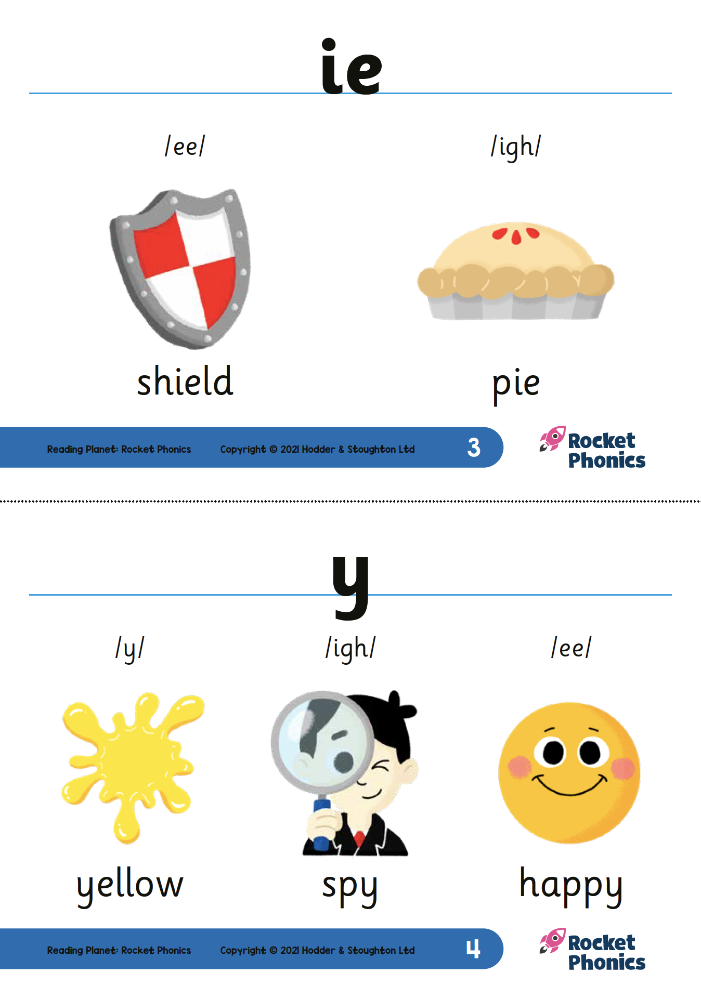 ie
/ee/ /igh/
shield pie
Reading Planet: Rocket Phonics Copyright © 2021 Hodder & Stoughton Ltd 3
Rocket
Phonics
y
/y/ /igh/ /ee/
yellow spy happy
Reading Planet: Rocket Phonics Copyright © 2021 Hodder & Stoughton Ltd 4
Rocket
Phonics